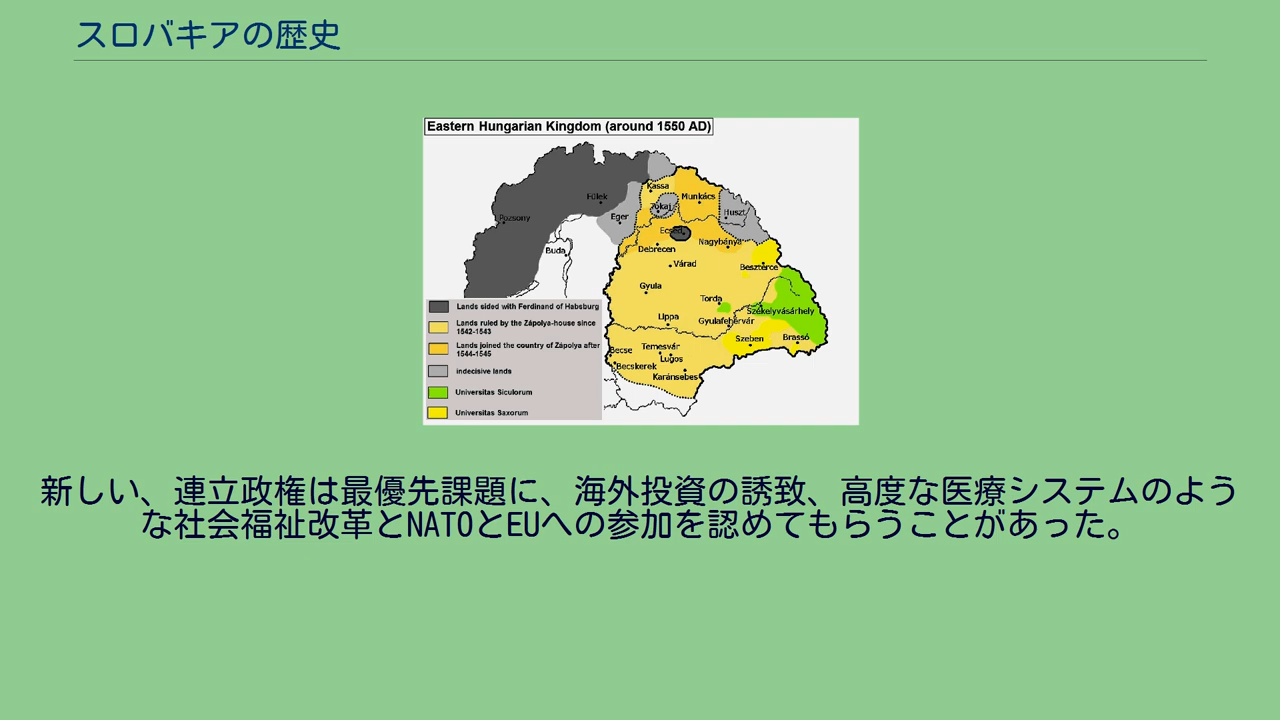 スロバキアの歴史
Eastern Hungarian Kingdom (around 1550 AD)
Kassa
Fülek
Munkács
Tokaj
Pozsony
Eger
Huszt
Ecsed
Nagybánya
Buda
Debrecen
Várad
Beszterce
Gyula
Torda
Székelyvásárhely
Lippa
Gyulafehérvár
Szeben
Brassó
Becse
Temesvár
Lugos
Becskerek
Karánsebes
Lands sided with Ferdinand of Habsburg
Lands ruled by the Zápolya-house since
1542-1543
Lands joined the country of Zápolya after
1544-1545
indecisive lands
Universitas Siculorum
Universitas Saxorum
新しい、連立政権は最優先課題に、海外投資の誘致、高度な医療システムのよう
な社会福祉改革とNATOとEUへの参加を認めてもらうことがあった。